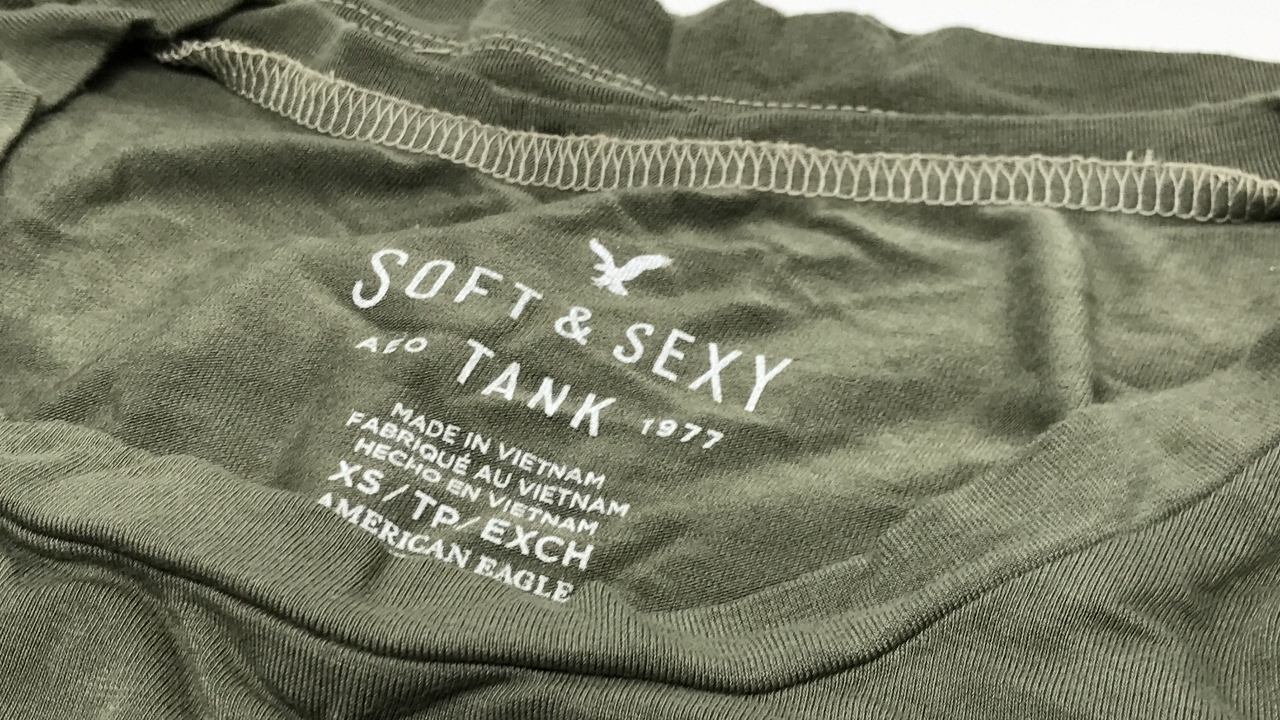 SOFT & SEXY
AEO TANK 1977
MADE IN VIETNAM
FABRIQUÉ AU VIETNAM
HECHO EN VIETNAM
XS/TP/EXCH
AMERICAN EAGLE